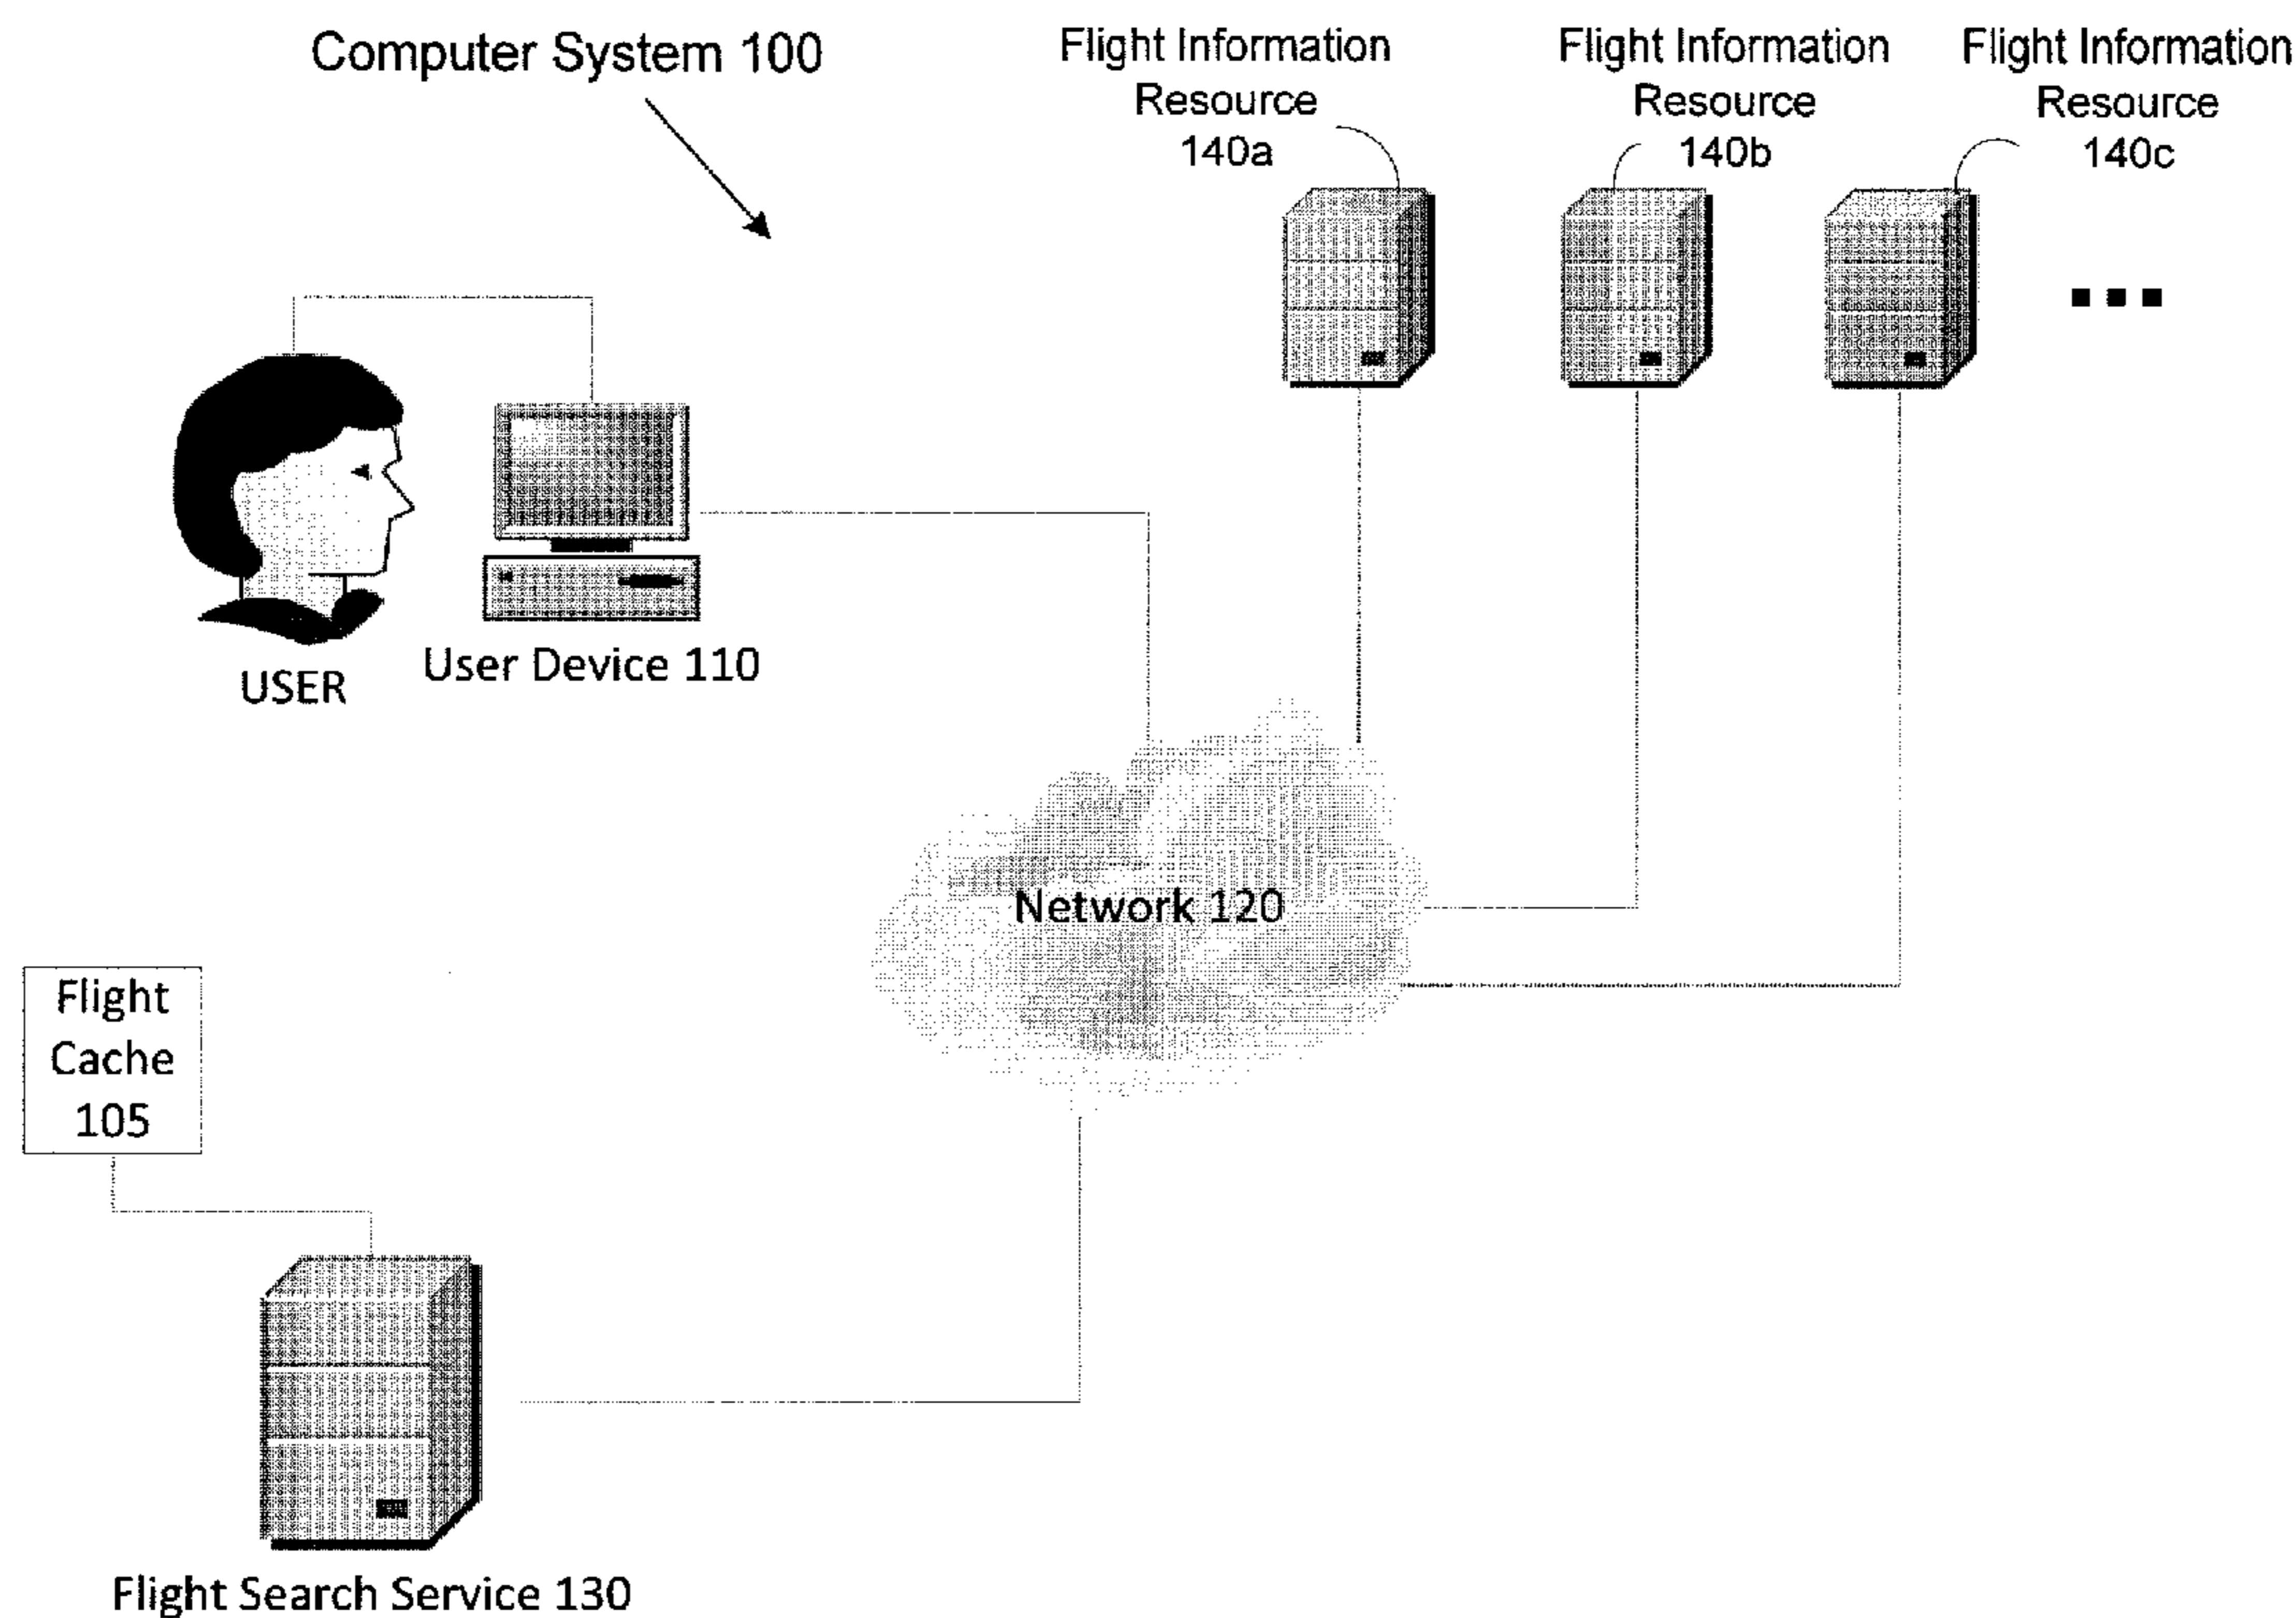 Computer System 100
Flight Information
Resource
140a
Flight Information
Resource
140b
Flight Information
Resource
140c
USER
User Device 110
Network 120
Flight
Cache
105
Flight Search Service 130